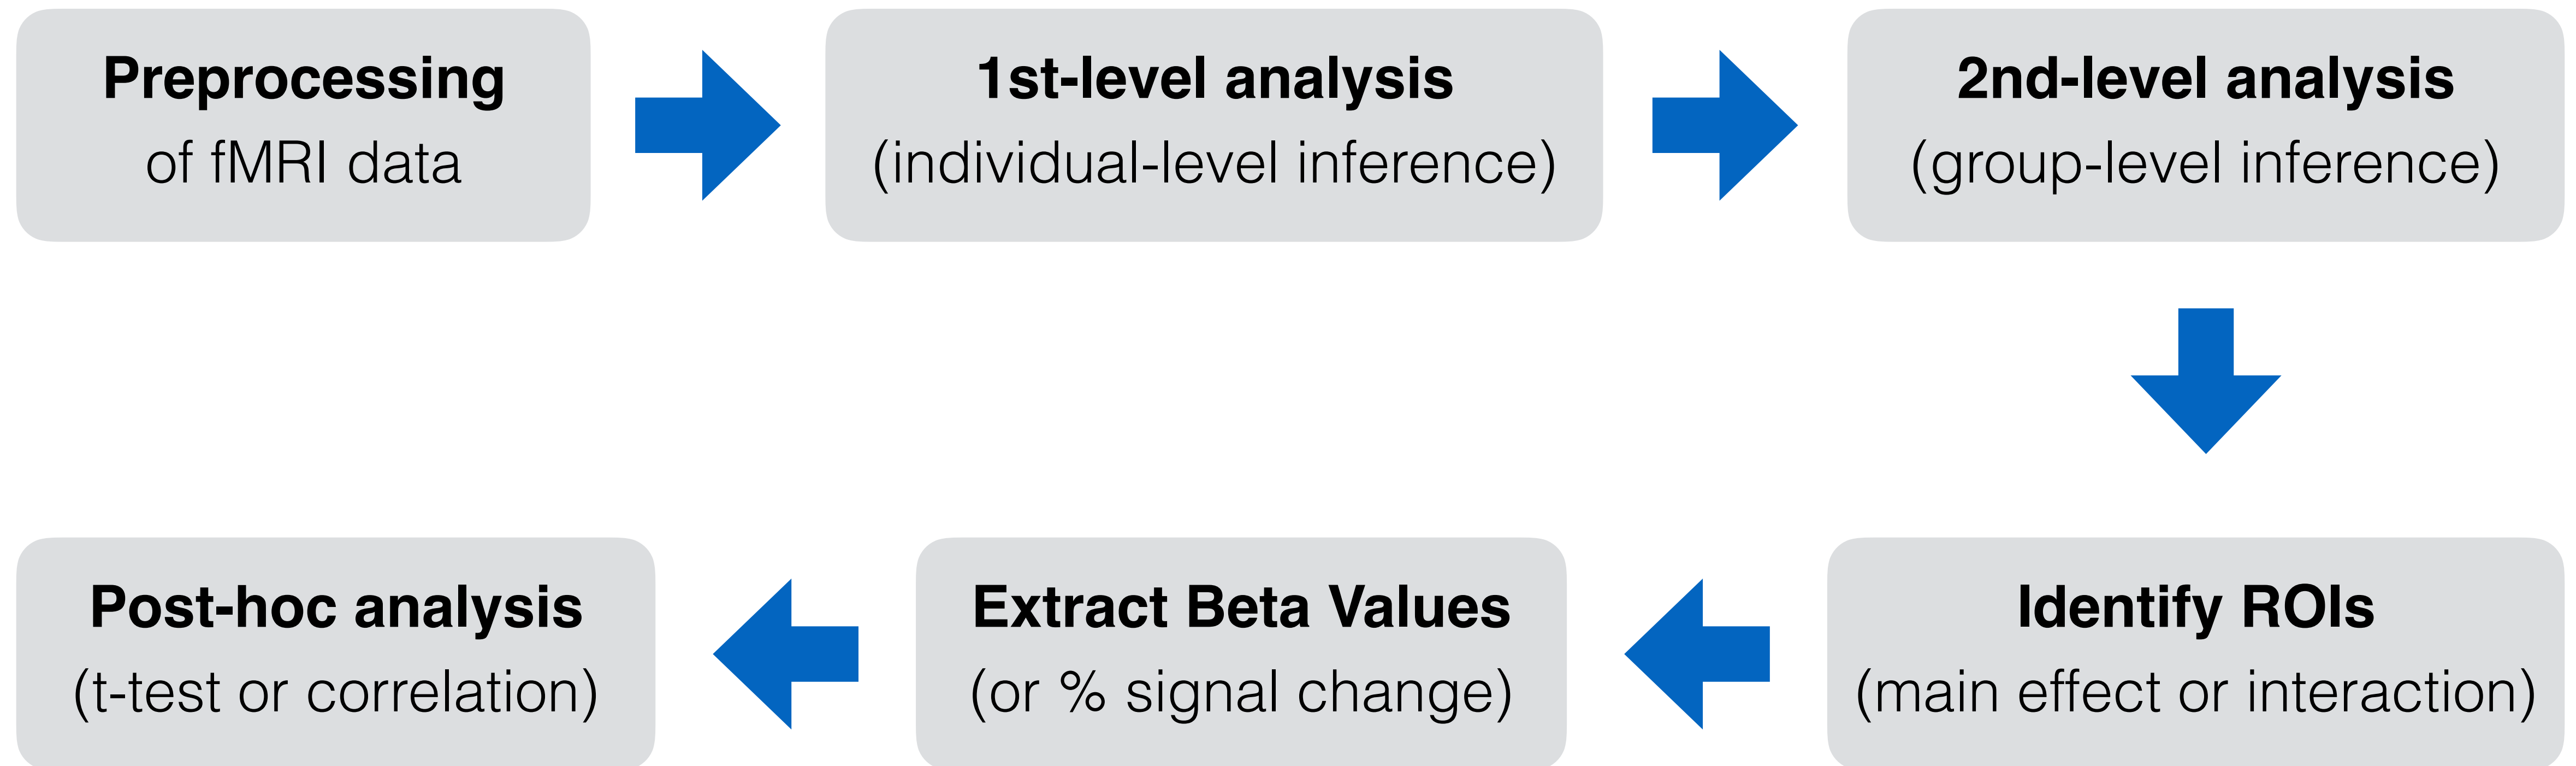 Preprocessing
of fMRI data
1st-level analysis
(individual-level inference)
2nd-level analysis
(group-level inference)
Identify ROIs
(main effect or interaction)
Extract Beta Values
(or % signal change)
Post-hoc analysis
(t-test or correlation)